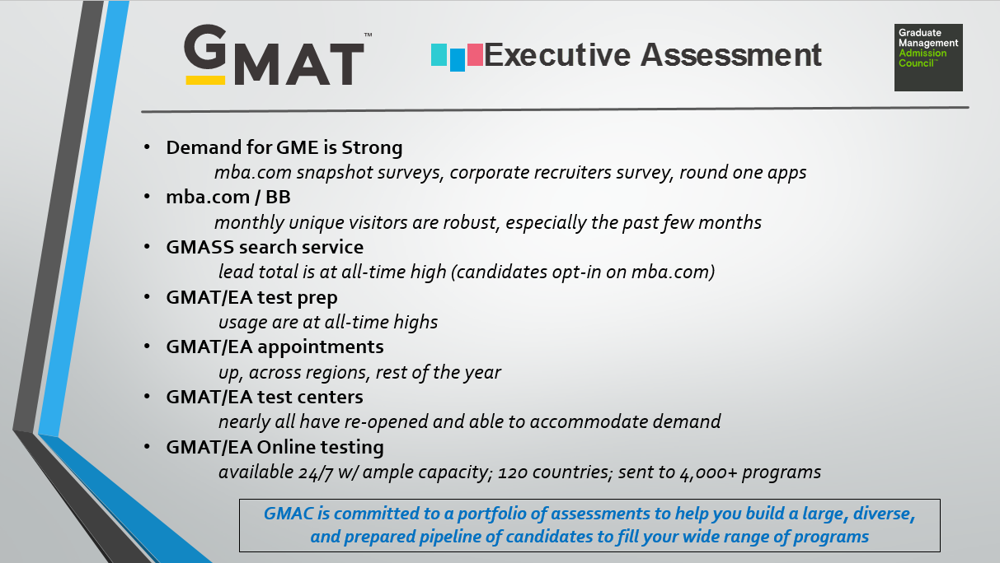 GMAT™
Executive Assessment
Graduate
Management
Admission
Council™
• Demand for GME is Strong
mba.com snapshot surveys, corporate recruiters survey, round one apps
• mba.com / BB
monthly unique visitors are robust, especially the past few months
• GMASS search service
lead total is at all-time high (candidates opt-in on mba.com)
• GMAT/EA test prep
usage are at all-time highs
• GMAT/EA appointments
up, across regions, rest of the year
• GMAT/EA test centers
nearly all have re-opened and able to accommodate demand
• GMAT/EA Online testing
available 24/7 w/ ample capacity; 120 countries; sent to 4,000+ programs
GMAC is committed to a portfolio of assessments to help you build a large, diverse,
and prepared pipeline of candidates to fill your wide range of programs